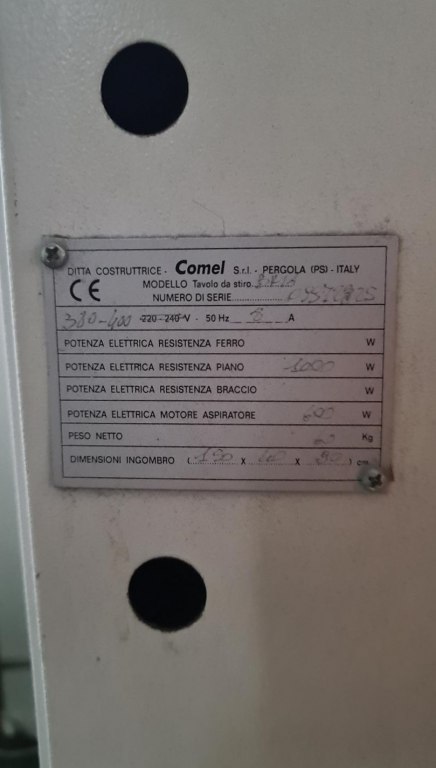 DITTA COSTRUTTRICE - Comel S.r.l. - PERGOLA (PS) - ITALY
CE MODELLO Tavolo da stiro
NUMERO DI SERIE
380-400 220-240 V - 50 Hz A
POTENZA ELETTRICA RESISTENZA FERRO W
POTENZA ELETTRICA RESISTENZA PIANO 1000 W
POTENZA ELETTRICA RESISTENZA BRACCIO W
POTENZA ELETTRICA MOTORE ASPIRATORE W
PESO NETTO Kg
DIMENSIONI INGOMBRO ( X X ) cm